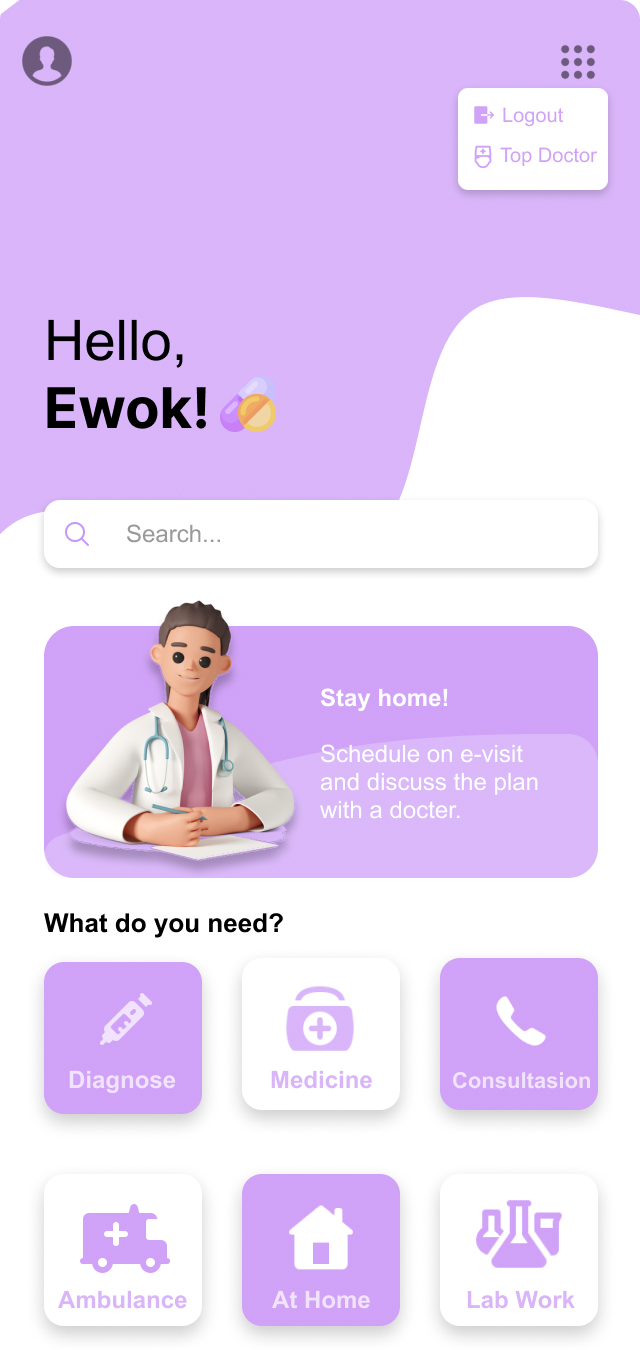 Logout
Top Doctor
Hello,
Ewok!
Search...
Stay home!
Schedule on e-visit
and discuss the plan
with a docter.
What do you need?
Diagnose
Medicine
Consultasion
Ambulance
At Home
Lab Work